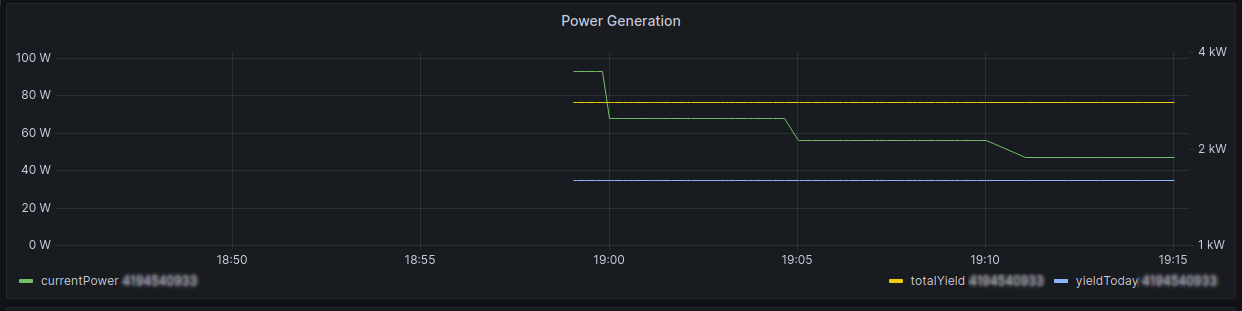 Power Generation
100 W
80 W
60 W
40 W
20 W
0 W
4 kW
2 kW
1 kW
18:50 18:55 19:00 19:05 19:10 19:15
currentPower totalYield yieldToday